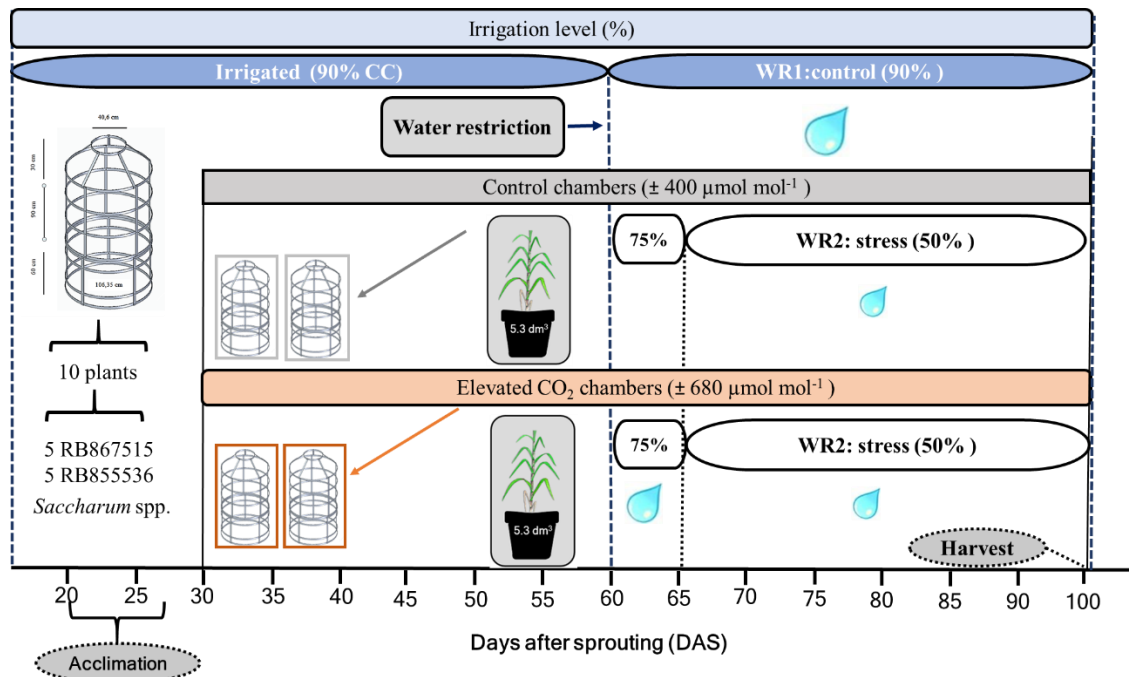 Irrigation level (%)
Irrigated (90% CC)
WR1:control (90% )
Water restriction
40,6 cm
30 cm
90 cm
60 cm
106,35 cm
10 plants
5 RB867515
5 RB855536
Saccharum spp.
Control chambers (± 400 µmol mol-1 )
75%
WR2: stress (50% )
5.3 dm3
Elevated CO2 chambers (± 680 µmol mol-1 )
75%
WR2: stress (50% )
5.3 dm3
Harvest
20 25 30 35 40 45 50 55 60 65 70 75 80 85 90 100
Days after sprouting (DAS)
Acclimation